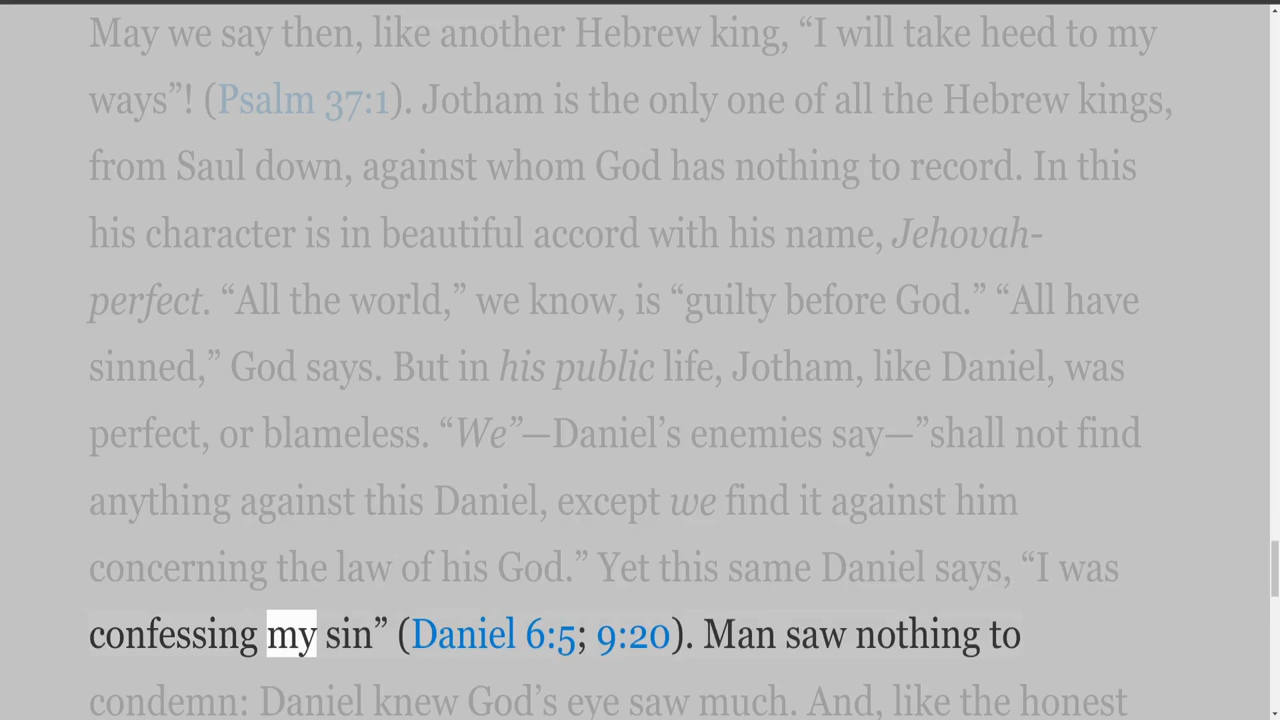 May we say then, like another Hebrew king, “I will take heed to my
ways”! (Psalm 37:1). Jotham is the only one of all the Hebrew kings,
from Saul down, against whom God has nothing to record. In this
his character is in beautiful accord with his name, Jehovah-
perfect. “All the world,” we know, is “guilty before God.” “All have
sinned,” God says. But in his public life, Jotham, like Daniel, was
perfect, or blameless. “We”—Daniel’s enemies say—”shall not find
anything against this Daniel, except we find it against him
concerning the law of his God.” Yet this same Daniel says, “I was
confessing my sin” (Daniel 6:5; 9:20). Man saw nothing to
condemn: Daniel knew God’s eye saw much. And, like the honest